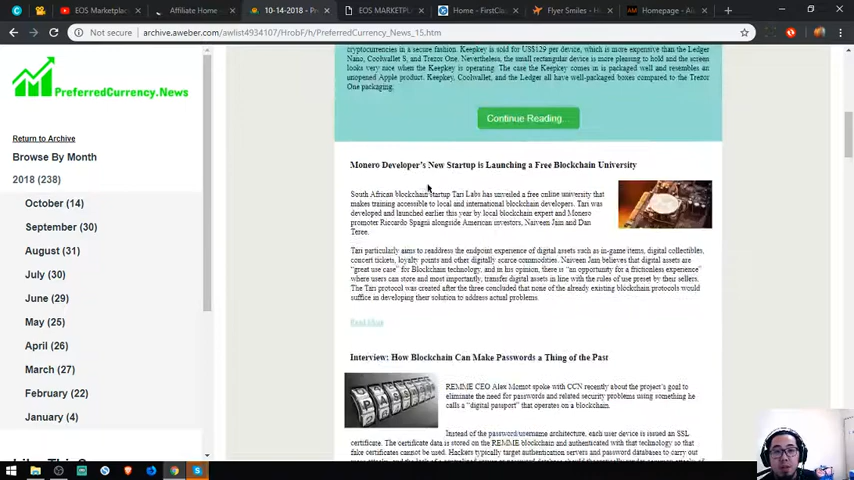 EOS Marketplac
Affiliate Home
10-14-2018 - Pre
EOS MARKETPL
Home - FirstCla
Flyer Smiles - H
Homepage - Ai
Not secure
archive.aweber.com/awlist4934107/HrobF/h/PreferredCurrency_News_15.htm
PreferredCurrency.News
Return to Archive
Browse By Month
2018 (238)
October (14)
September (30)
August (31)
July (30)
June (29)
May (25)
April (26)
March (27)
February (22)
January (4)
cryptocurrencies in a secure fashion. Keepkey is sold for US$129 per device, which is more expensive than the Ledger
Nano, Coolwallet S, and Trezor One. Nevertheless, the small rectangular device is more pleasing to hold and the screen
looks very nice when the Keepkey is operating. The case the Keepkey comes in is packaged well and resembles an
unopened Apple product. Keepkey, Coolwallet, and the Ledger all have well-packaged boxes compared to the Trezor
One packaging.
Continue Reading...
Monero Developer's New Startup is Launching a Free Blockchain University
South African blockchain startup Tari Labs has unveiled a free online university that
makes training accessible to local and international blockchain developers. Tari was
developed and launched earlier this year by local blockchain expert and Monero
promoter Riccardo Spagni alongside American investors, Naveen Jain and Dan
Teree.
Tari particularly aims to readdress the endpoint experience of digital assets such as in-game items, digital collectibles,
concert tickets, loyalty points and other digitally scarce commodities. Naveen Jain believes that digital assets are
"great use case" for Blockchain technology, and in his opinion, there is "an opportunity for a frictionless experience"
where users can store and most importantly, transfer digital assets in line with the rules of use preset by their sellers.
The Tari protocol was created after the three concluded that none of the already existing blockchain protocols would
suffice in developing their solution to address actual problems.
Read More
Interview: How Blockchain Can Make Passwords a Thing of the Past
REMME CEO Alex Momot spoke with CCN recently about the project's goal to
eliminate the need for passwords and related security problems using something he
calls a "digital passport" that operates on a blockchain.
Instead of the password/username architecture, each user device is issued an SSL
certificate. The certificate data is stored on the REMME blockchain and authenticated with that technology so that
fake certificates cannot be used. Hackers typically target authentication servers and password databases to carry out